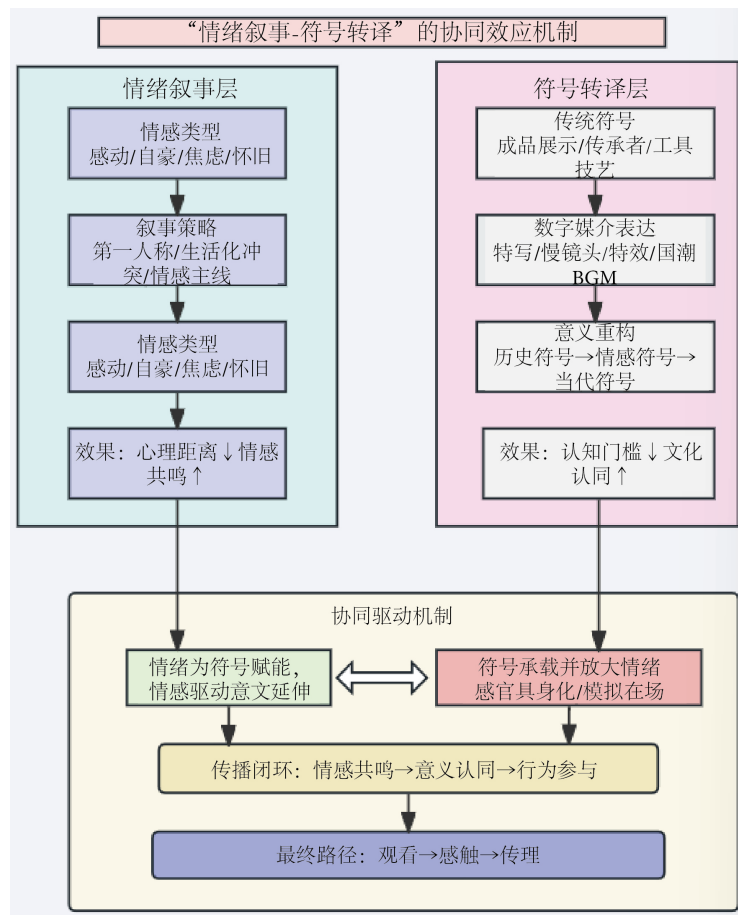 “情绪叙事-符号转译”的协同效应机制
情绪叙事层
情感类型
感动/自豪/焦虑/怀旧
叙事策略
第一人称/生活化冲
突/情感主线
情感类型
感动/自豪/焦虑/怀旧
效果：心理距离↓情感
共鸣↑
符号转译层
传统符号
成品展示/传承者/工具
技艺
数字媒介表达
特写/慢镜头/特效/国潮
BGM
意义重构
历史符号→情感符号→
当代符号
效果：认知门槛↓文化
认同↑
协同驱动机制
情绪为符号赋能，
情感驱动意文延伸
符号承载并放大情绪
感官具身化/模拟在场
传播闭环：情感共鸣→意义认同→行为参与
最终路径：观看→感触→传理